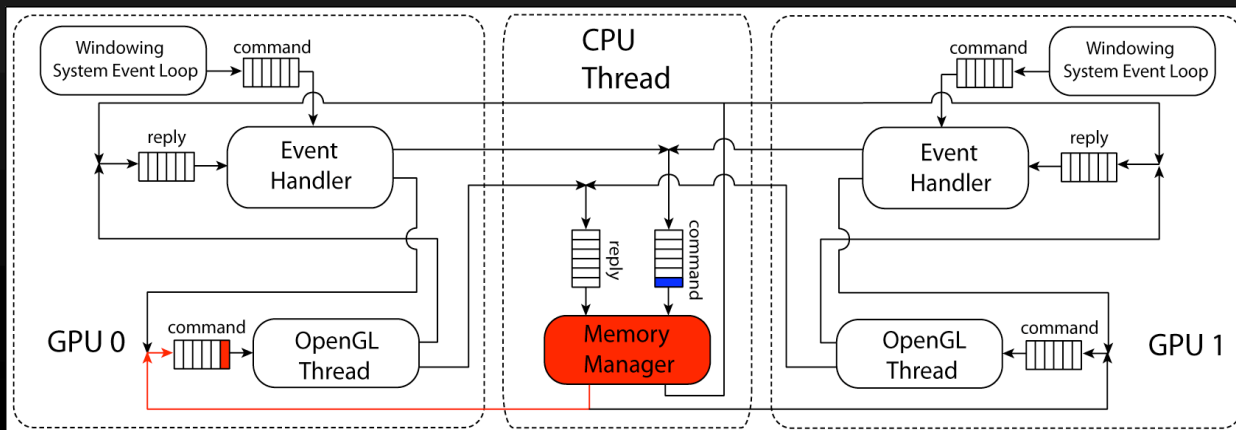 Windowing
System Event Loop
command
reply
Event
Handler
GPU 0
command
OpenGL
Thread
CPU
Thread
reply
command
Memory
Manager
command
Windowing
System Event Loop
Event
Handler
reply
OpenGL
Thread
command
GPU 1